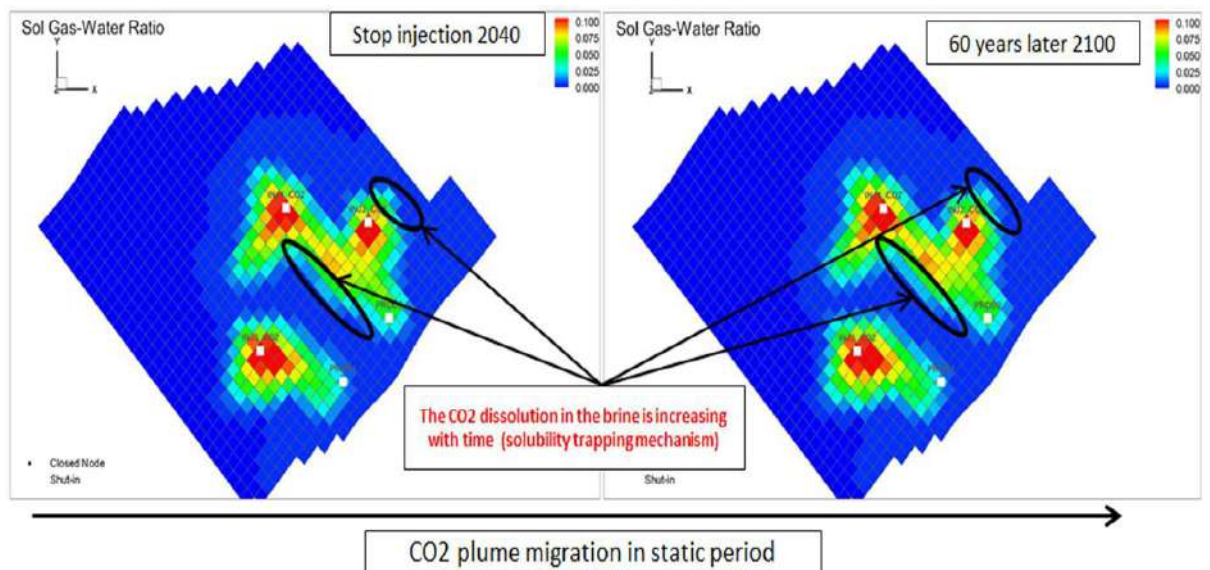 Sol Gas-Water Ratio
Stop injection 2040
Y
X
Z
0.100
0.075
0.050
0.025
0.000
Closed Node
Shut-in
Sol Gas-Water Ratio
60 years later 2100
Y
X
Z
0.100
0.075
0.050
0.025
0.000
Shut-in
The CO2 dissolution in the brine is increasing
with time (solubility trapping mechanism)
CO2 plume migration in static period